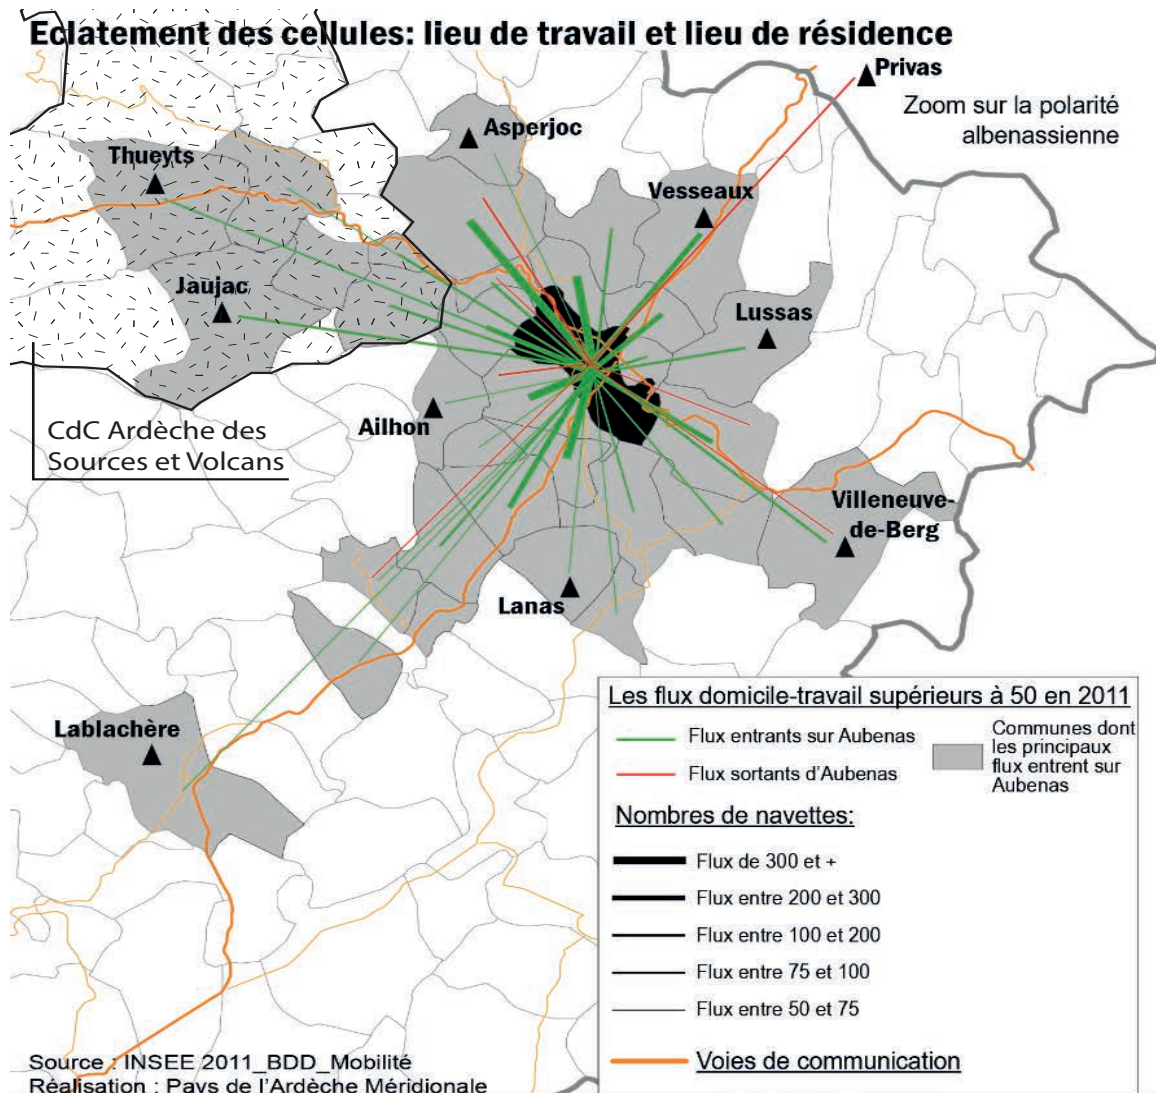 Eclatement des cellules: lieu de travail et lieu de résidence
Privas
Zoom sur la polarité
albenassienne
Asperjoc
Thueyts
Vesseaux
Jaujac
Lussas
Ailhon
CdC Ardèche des
Sources et Volcans
Villeneuve-
de-Berg
Lanas
Lablachère
Les flux domicile-travail supérieurs à 50 en 2011
Flux entrants sur Aubenas
Flux sortants d'Aubenas
Communes dont
les principaux
flux entrent sur
Aubenas
Nombres de navettes:
Flux de 300 et +
Flux entre 200 et 300
Flux entre 100 et 200
Flux entre 75 et 100
Flux entre 50 et 75
Voies de communication
Source : INSEE 2011_BDD_Mobilité
Réalisation : Pays de l'Ardèche Méridionale